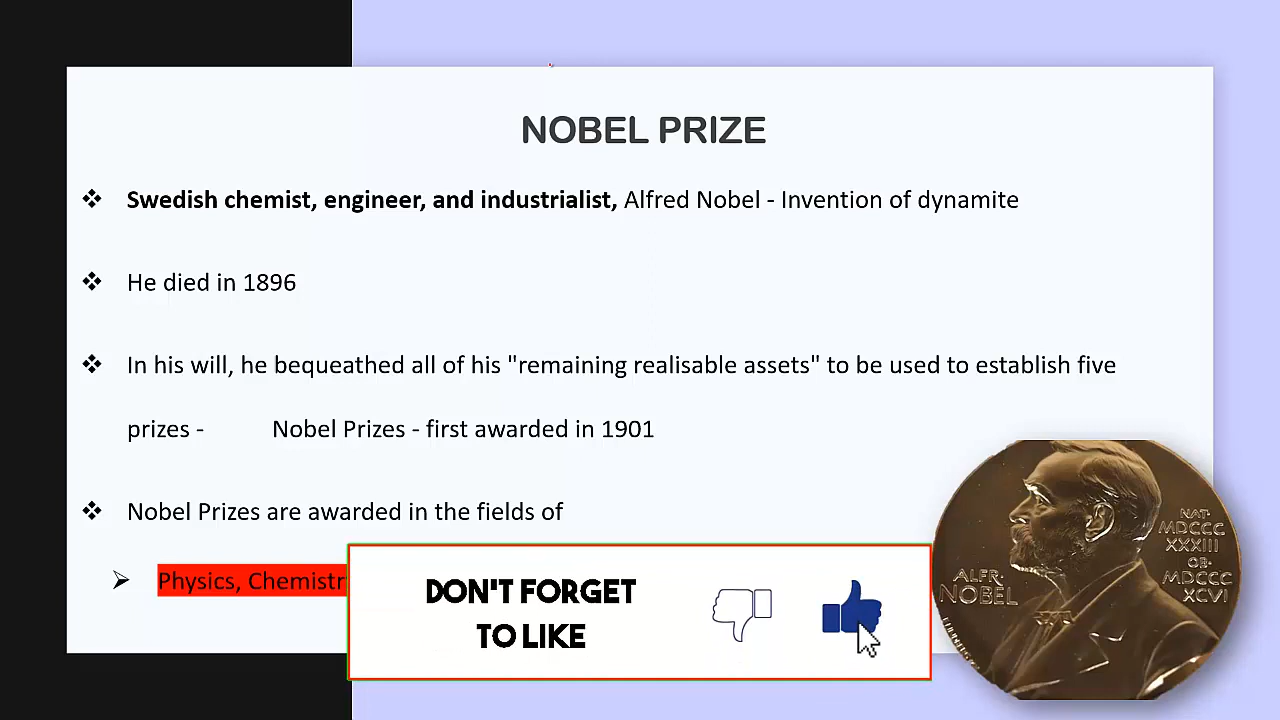 NOBEL PRIZE
❖ Swedish chemist, engineer, and industrialist, Alfred Nobel - Invention of dynamite
❖ He died in 1896
❖ In his will, he bequeathed all of his "remaining realisable assets" to be used to establish five
prizes - Nobel Prizes - first awarded in 1901
❖ Nobel Prizes are awarded in the fields of
➢ Physics, Chemistr
DON'T FORGET
TO LIKE
ALFR.
NOBEL
NAT.
MDCCC
XXXIII
OB.
MDCCC
XCVI